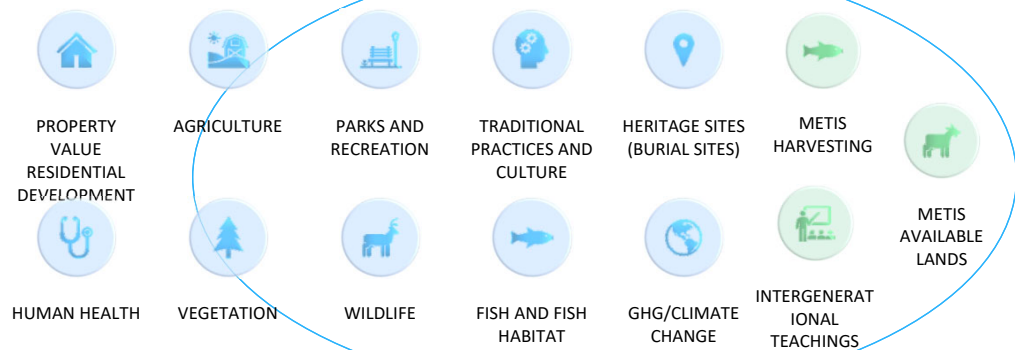 PROPERTY
VALUE
RESIDENTIAL
DEVELOPMENT
AGRICULTURE
PARKS AND
RECREATION
TRADITIONAL
PRACTICES AND
CULTURE
HERITAGE SITES
(BURIAL SITES)
METIS
HARVESTING
METIS
AVAILABLE
LANDS
HUMAN HEALTH
VEGETATION
WILDLIFE
FISH AND FISH
HABITAT
GHG/CLIMATE
CHANGE
INTERGENERAT
IONAL
TEACHINGS